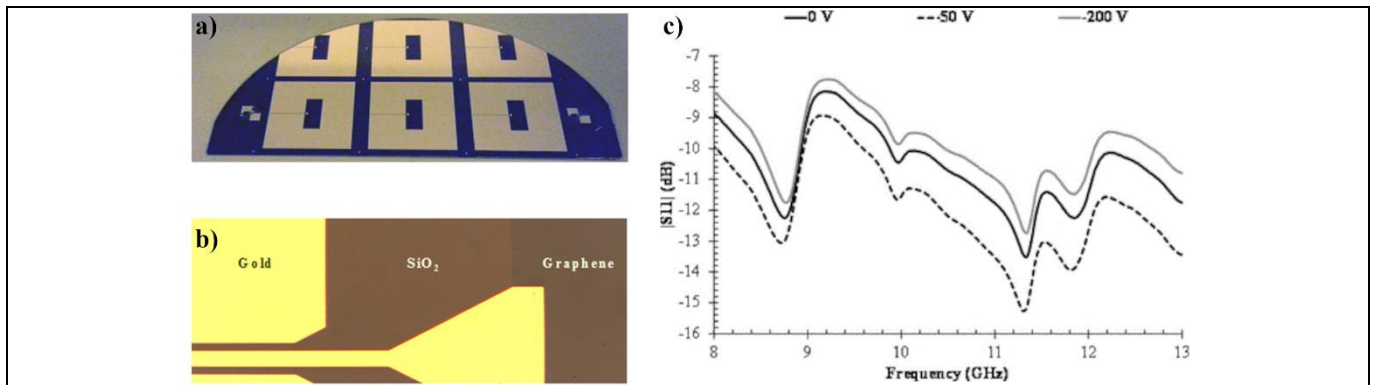 a)
b)
Gold
SiO₂
Graphene
c)
0 V
-50 V
-200 V
-7
-8
-9
-10
-11
-12
-13
-14
-15
-16
|S11| (dB)
8
9
10
11
12
13
Frequency (GHz)